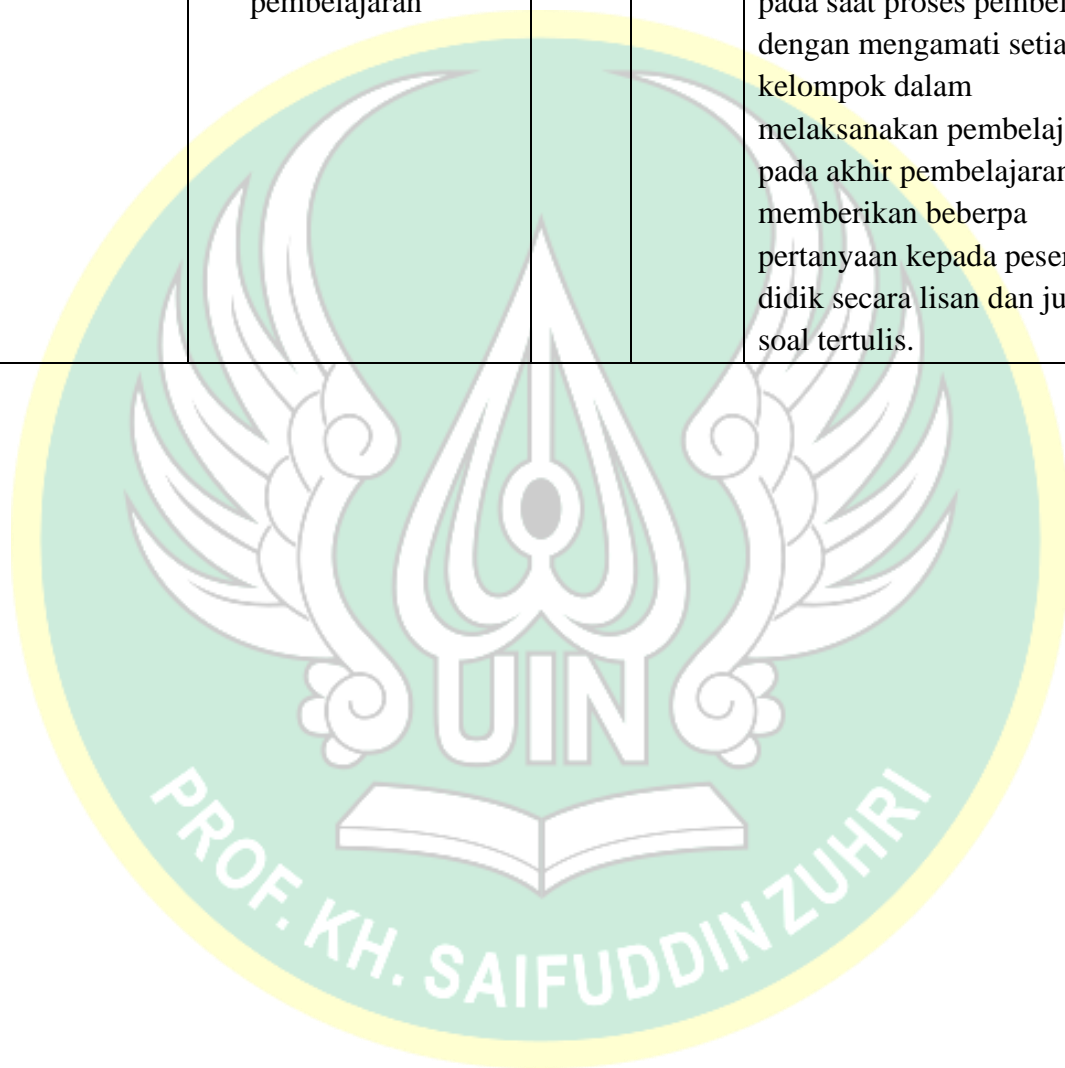 pembelajaran
pada saat proses
dengan mengamati
kelompok dalam
melaksanakan
pada akhir
memberikan beberpa
pertanyaan kepada
didik secara lisan dan
soal tertulis.
UIN
PROF. KH. SAIFUDDIN ZUHRI